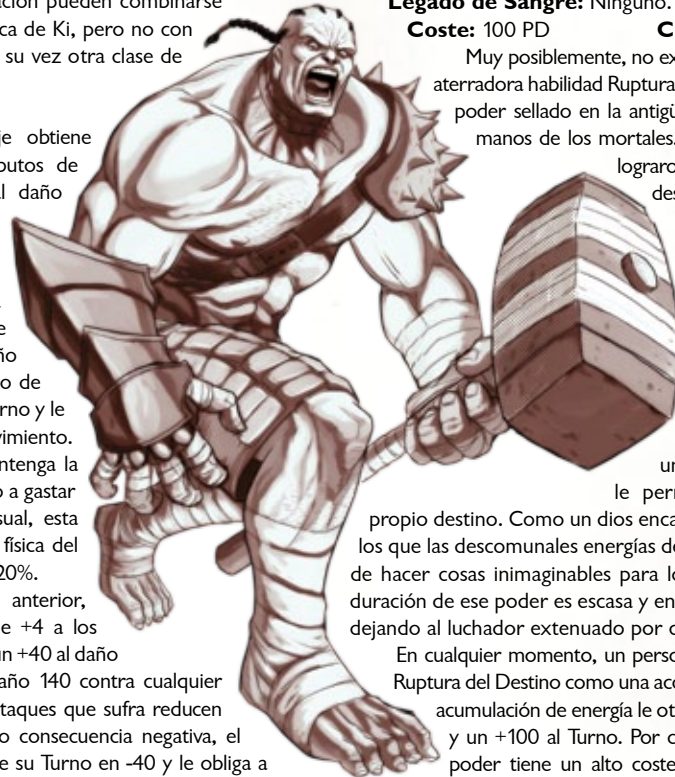 ación pueden combinarse
ca de Ki, pero no con
su vez otra clase de
je obtiene
butos de
l daño
e
ño
o de
rno y le
vimiento.
ntenga la
o a gastar
sual, esta
física del
20%.
anterior,
e +4 a los
un +40 al daño
año 140 contra cualquier
taques que sufra reducen
o consecuencia negativa, el
e su Turno en -40 y le obliga a
Legado de Sangre: Ninguno.
Coste: 100 PD C
Muy posiblemente, no ex
aterradora habilidad Ruptura
poder sellado en la antigü
manos de los mortales.
lograro
des
un
le perm
propio destino. Como un dios enca
los que las descomunales energías de
de hacer cosas inimaginables para lo
duración de ese poder es escasa y en
dejando al luchador extenuado por c
En cualquier momento, un perso
Ruptura del Destino como una acc
acumulación de energía le ot
y un +100 al Turno. Por c
poder tiene un alto coste